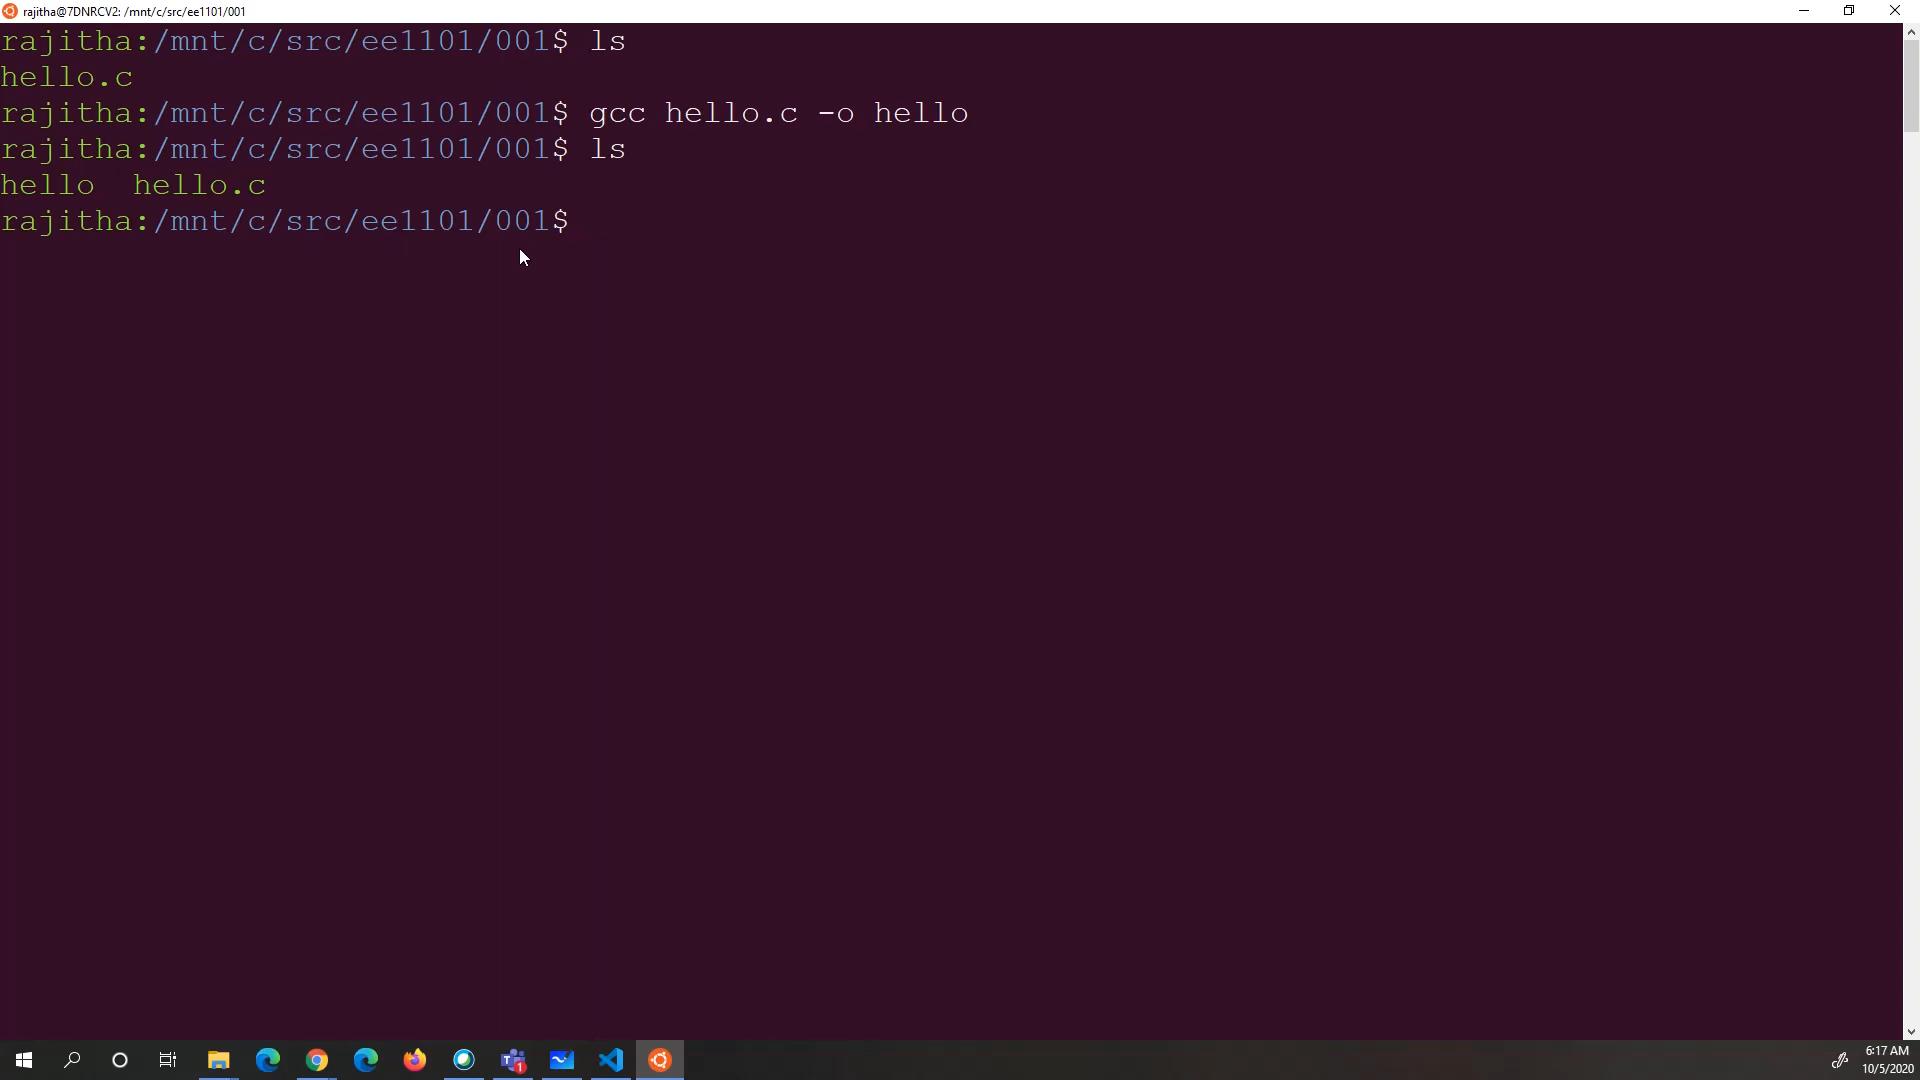 rajitha@7DNRCV2: /mnt/c/src/ee1101/001
rajitha:/mnt/c/src/ee1101/001$ ls
hello.c
rajitha:/mnt/c/src/ee1101/001$ gcc hello.c -o hello
rajitha:/mnt/c/src/ee1101/001$ ls
hello  hello.c
rajitha:/mnt/c/src/ee1101/001$
1
6:17 AM
10/5/2020